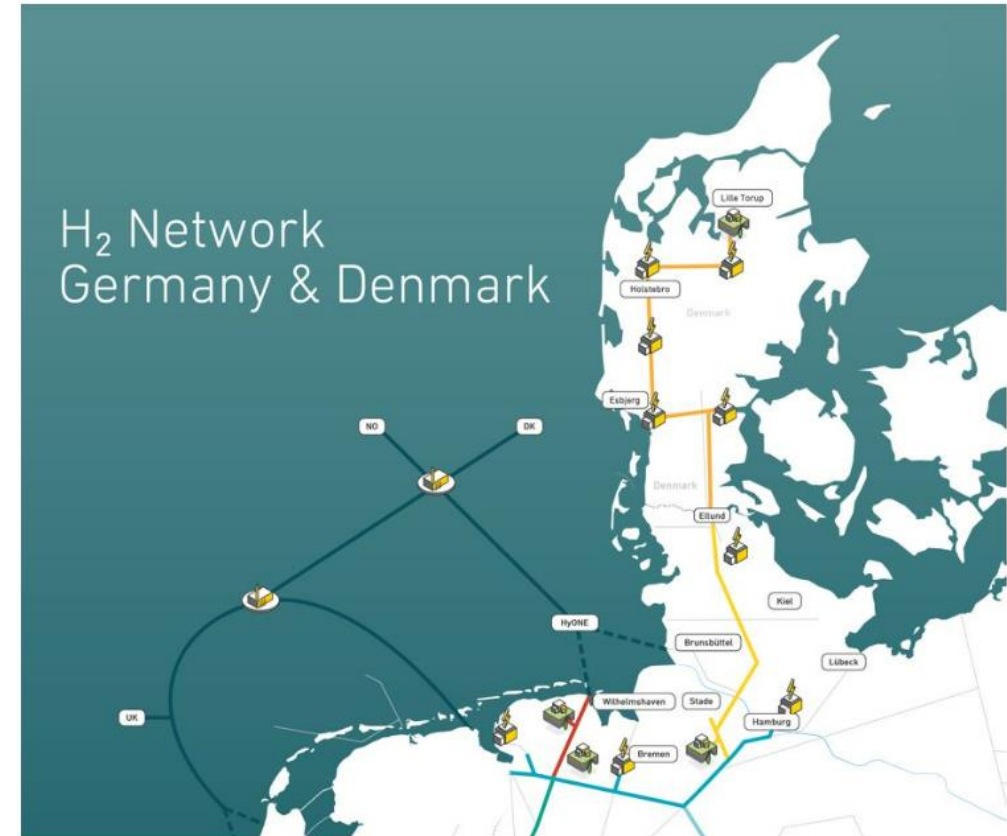 H₂ Network
Germany & Denmark
Lille Torup
Holstebro
Denmark
Esbjerg
NO
DK
Denmark
Ellund
Kiel
HyONE
Brunsbüttel
Lübeck
Wilhelmshaven
Stade
UK
Hamburg
Bremen